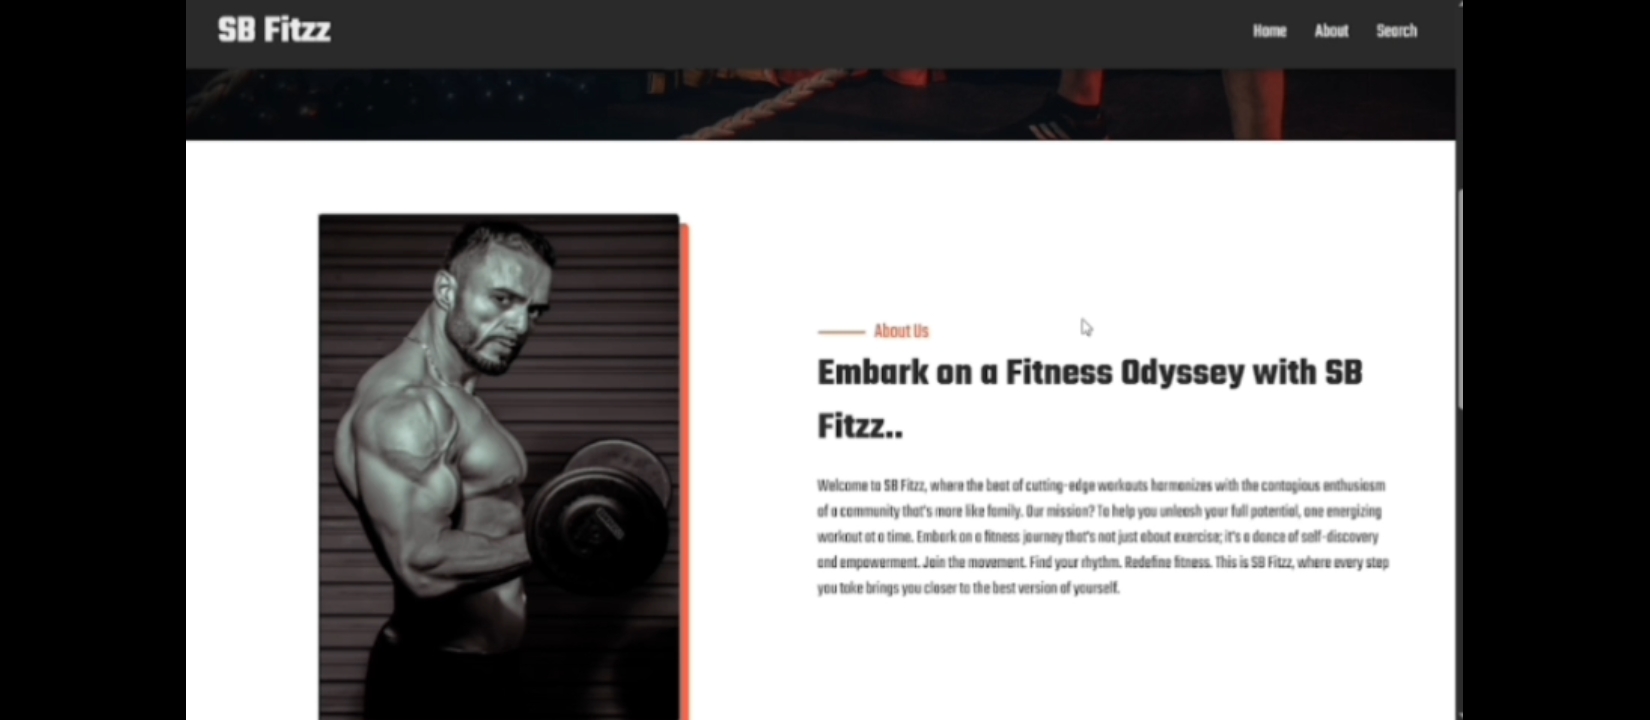 SB Fitzz
Home About Search
About Us
Embark on a Fitness Odyssey with SB
Fitzz..
Welcome to SB Fitzz, where the beat of cutting-edge workouts harmonizes with the contagious enthusiasm
of a community that's more like family. Our mission? To help you unleash your full potential, one energizing
workout at a time. Embark on a fitness journey that's not just about exercise; it's a dance of self-discovery
and empowerment. Join the movement. Find your rhythm. Redefine fitness. This is SB Fitzz, where every step
you take brings you closer to the best version of yourself.